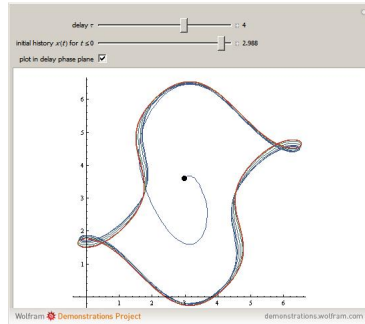 delay τ 4
initial history x(t) for t ≤ 0 2.988
plot in delay phase plane
6
5
4
3
2
1
1 2 3 4 5 6
Wolfram Demonstrations Project demonstrations.wolfram.com